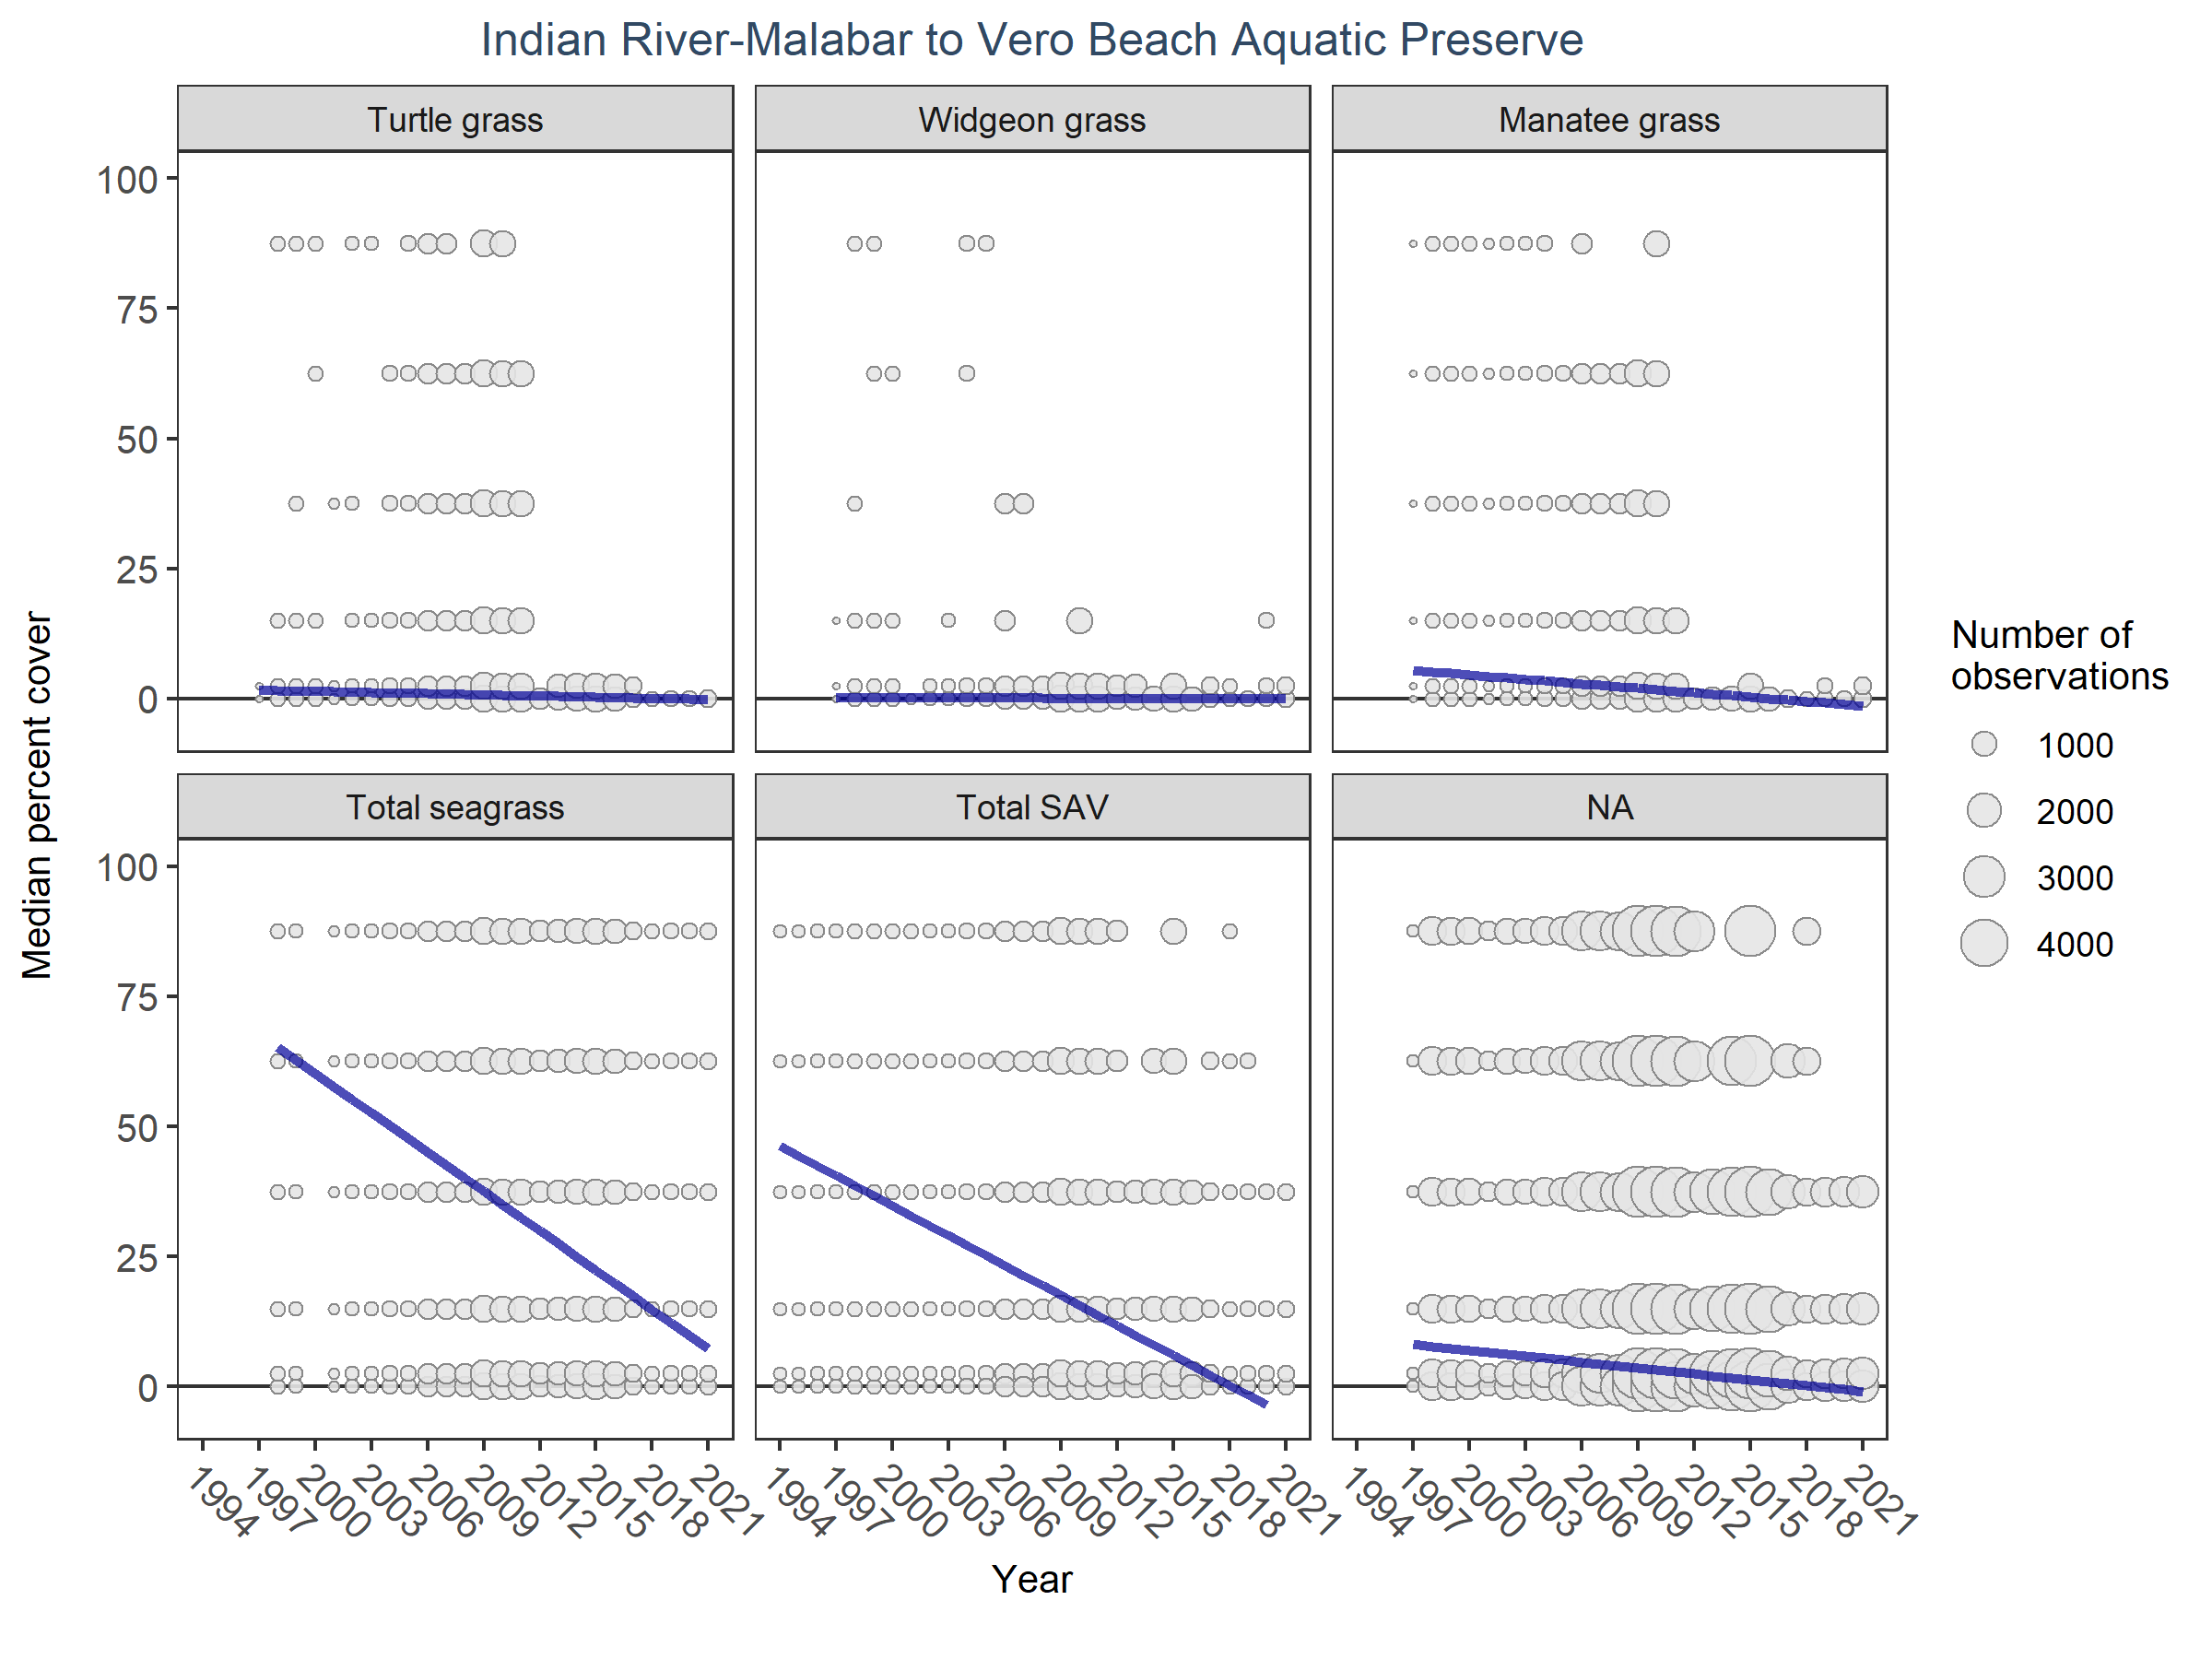 Indian River-Malabar to Vero Beach Aquatic Preserve
Turtle grass
Widgeon grass
Manatee grass
100
75
50
25
0
Total seagrass
Total SAV
NA
100
75
50
25
0
Median percent cover
1994 1997 2000 2003 2006 2009 2012 2015 2018 2021
1994 1997 2000 2003 2006 2009 2012 2015 2018 2021
1994 1997 2000 2003 2006 2009 2012 2015 2018 2021
Year
Number of
observations
1000
2000
3000
4000